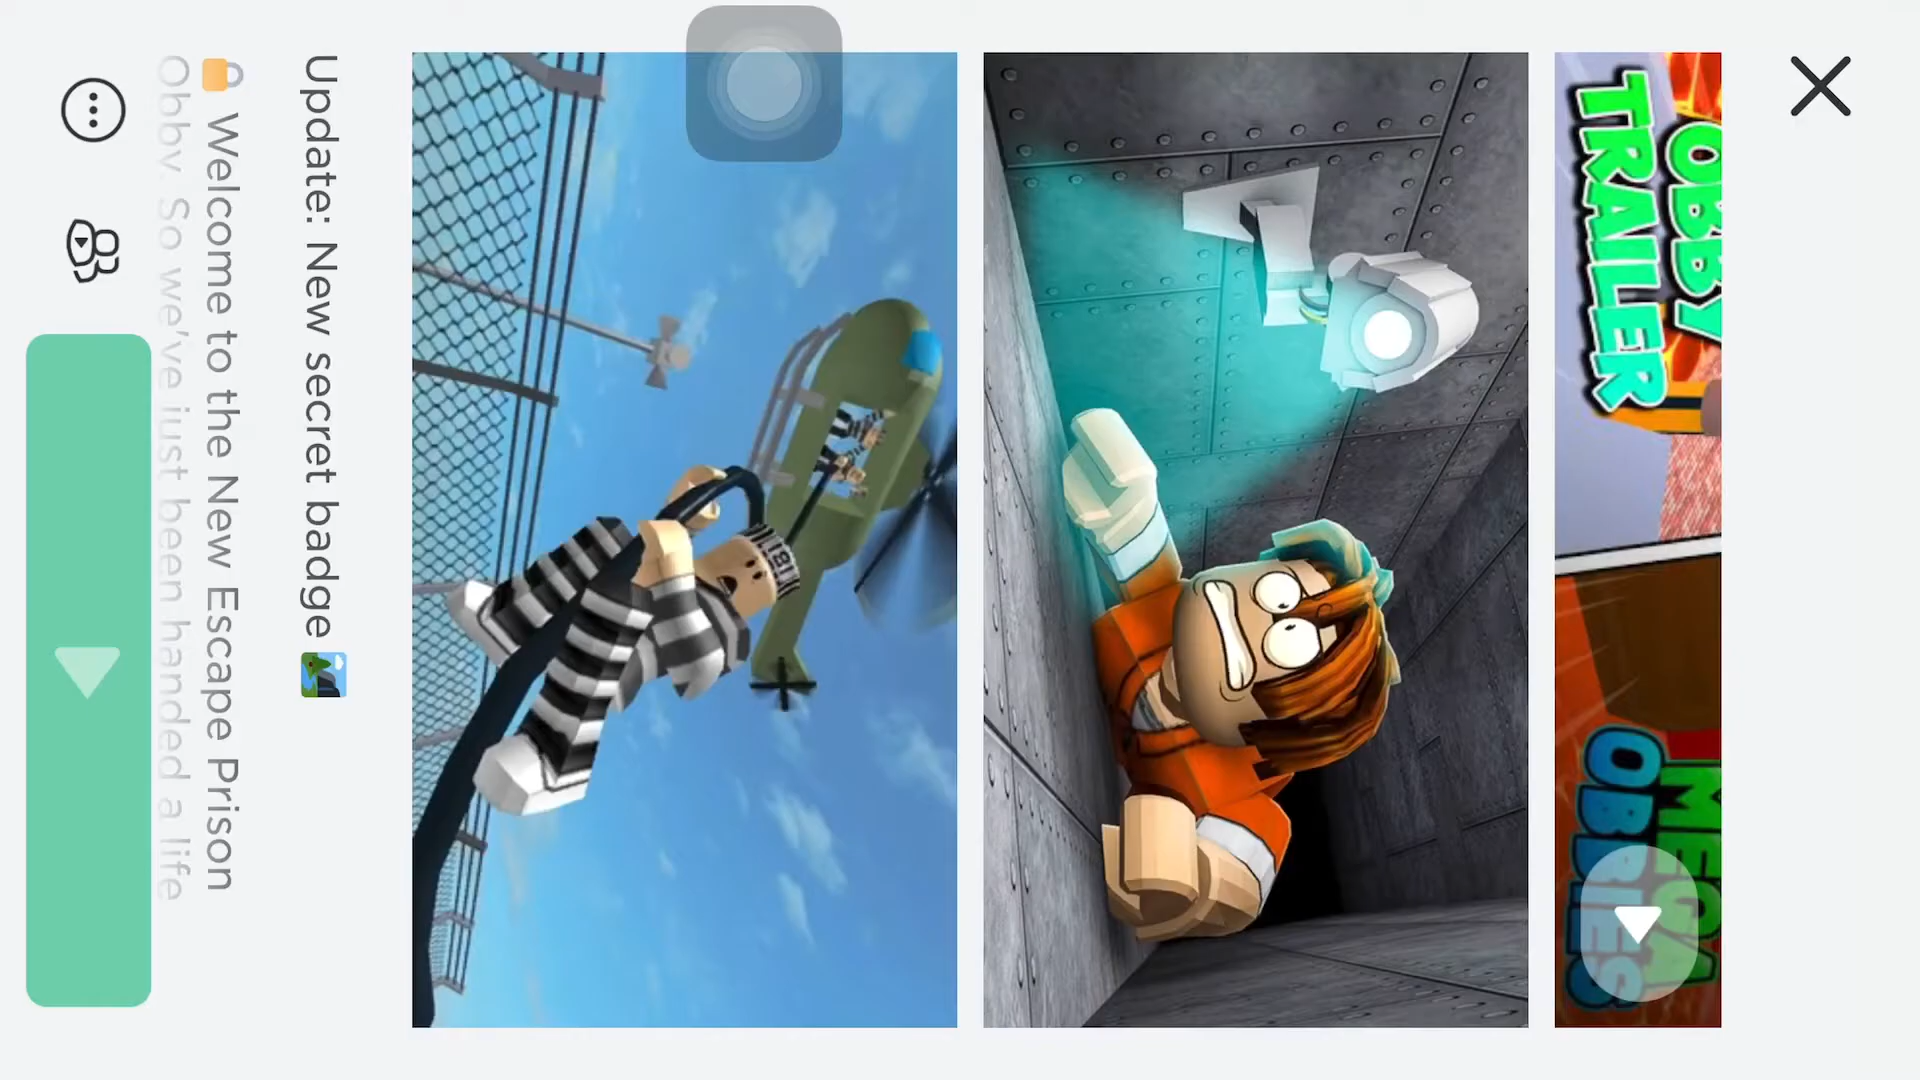 OBBY
TRAILER
MEGA
OBBIES
Update: New secret badge
Welcome to the New Escape Prison
Obby. So we've just been handed a life